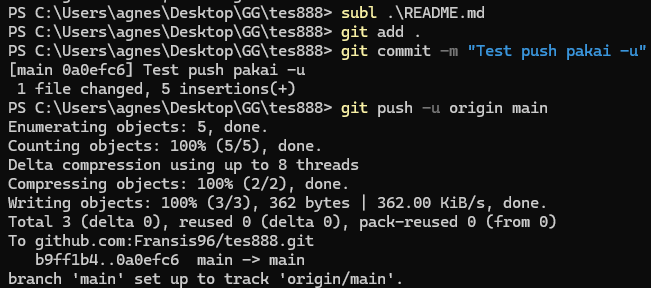 PS C:\Users\agnes\Desktop\GG\tes888> subl .\README.md
PS C:\Users\agnes\Desktop\GG\tes888> git add .
PS C:\Users\agnes\Desktop\GG\tes888> git commit -m "Test push pakai -u"
[main 0a0efc6] Test push pakai -u
 1 file changed, 5 insertions(+)
PS C:\Users\agnes\Desktop\GG\tes888> git push -u origin main
Enumerating objects: 5, done.
Counting objects: 100% (5/5), done.
Delta compression using up to 8 threads
Compressing objects: 100% (2/2), done.
Writing objects: 100% (3/3), 362 bytes | 362.00 KiB/s, done.
Total 3 (delta 0), reused 0 (delta 0), pack-reused 0 (from 0)
To github.com:Fransis96/tes888.git
   b9ff1b4..0a0efc6  main -> main
branch 'main' set up to track 'origin/main'.